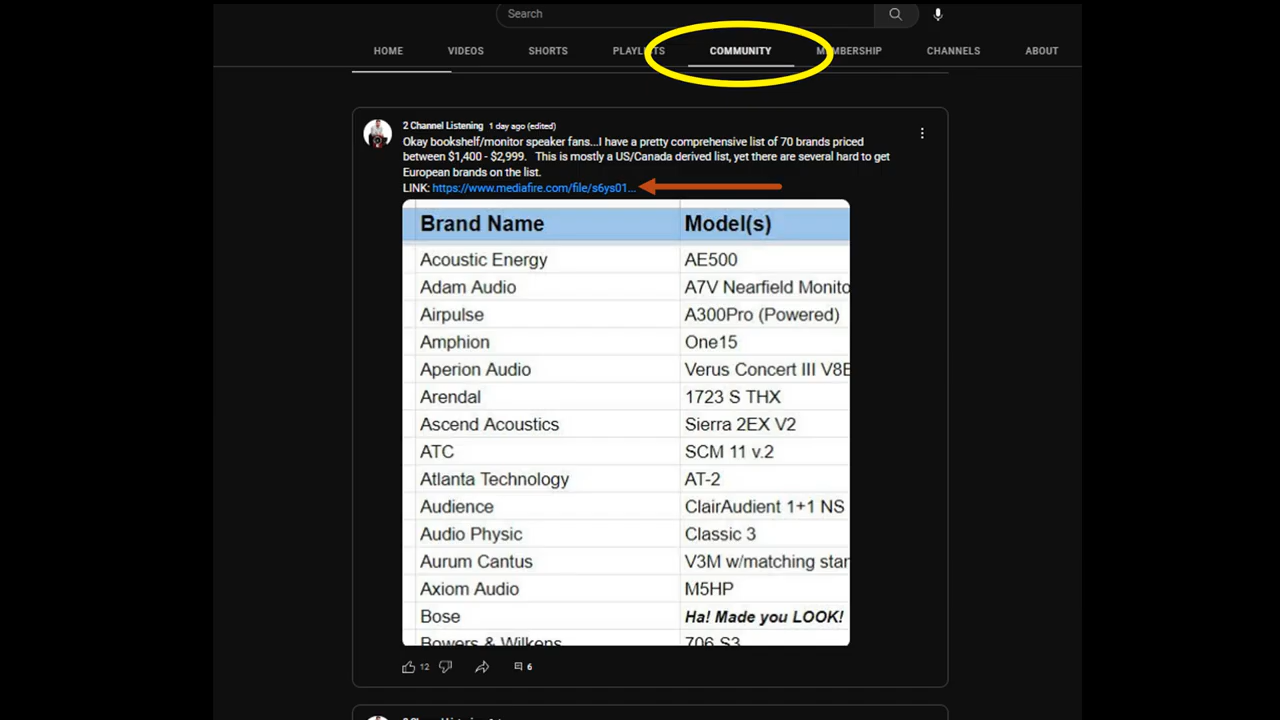 Search
HOME VIDEOS SHORTS PLAYLISTS COMMUNITY MEMBERSHIP CHANNELS ABOUT
2 Channel Listening 1 day ago (edited)
Okay bookshelf/monitor speaker fans...I have a pretty comprehensive list of 70 brands priced
between $1,400 - $2,999. This is mostly a US/Canada derived list, yet there are several hard to get
European brands on the list.
LINK: https://www.mediafire.com/file/s6ys01...
Brand Name Model(s)
Acoustic Energy AE500
Adam Audio A7V Nearfield Monito
Airpulse A300Pro (Powered)
Amphion One15
Aperion Audio Verus Concert III V8B
Arendal 1723 S THX
Ascend Acoustics Sierra 2EX V2
ATC SCM 11 v.2
Atlanta Technology AT-2
Audience ClairAudient 1+1 NS
Audio Physic Classic 3
Aurum Cantus V3M w/matching stan
Axiom Audio M5HP
Bose Ha! Made you LOOK!
Bowers & Wilkens 706 S3
12 6